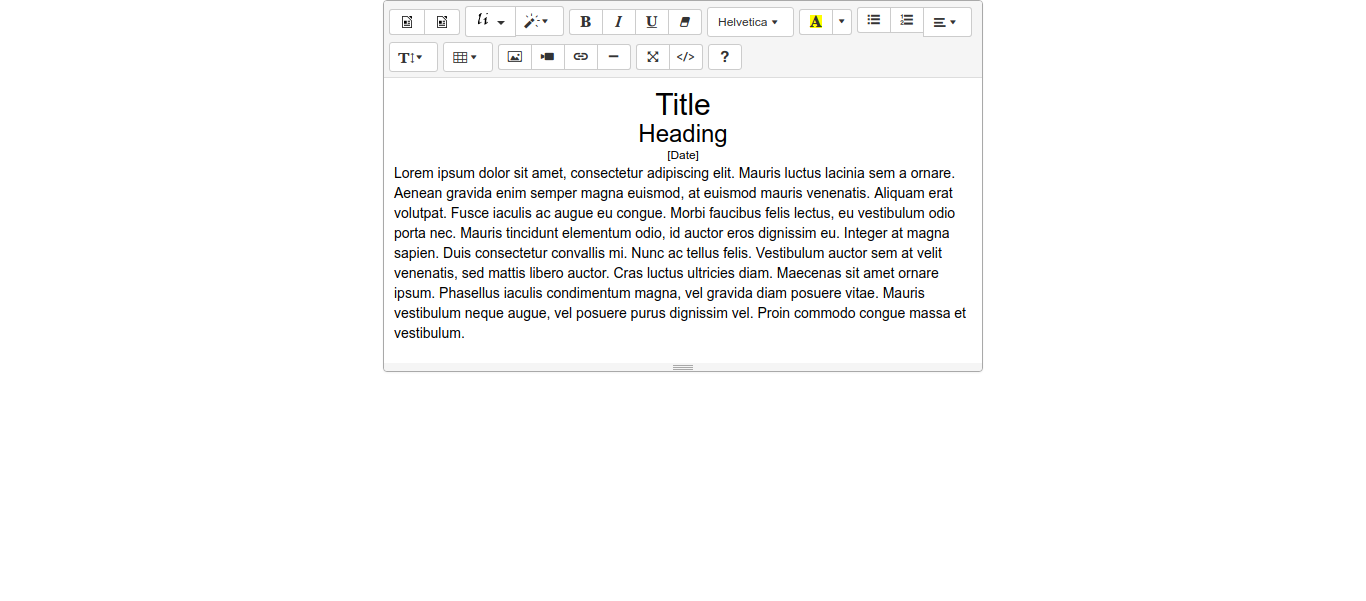 B I U Helvetica A
T </> ?
Title
Heading
[Date]
Lorem ipsum dolor sit amet, consectetur adipiscing elit. Mauris luctus lacinia sem a ornare.
Aenean gravida enim semper magna euismod, at euismod mauris venenatis. Aliquam erat
volutpat. Fusce iaculis ac augue eu congue. Morbi faucibus felis lectus, eu vestibulum odio
porta nec. Mauris tincidunt elementum odio, id auctor eros dignissim eu. Integer at magna
sapien. Duis consectetur convallis mi. Nunc ac tellus felis. Vestibulum auctor sem at velit
venenatis, sed mattis libero auctor. Cras luctus ultricies diam. Maecenas sit amet ornare
ipsum. Phasellus iaculis condimentum magna, vel gravida diam posuere vitae. Mauris
vestibulum neque augue, vel posuere purus dignissim vel. Proin commodo congue massa et
vestibulum.